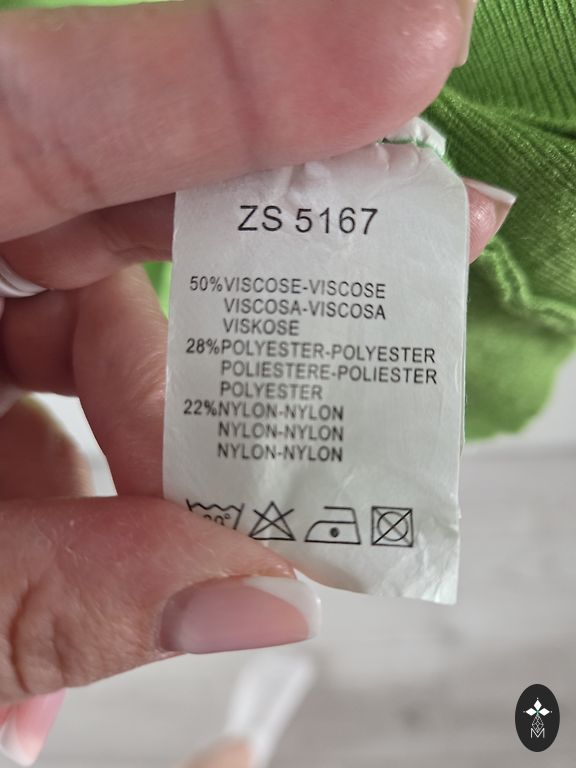 ZS 5167
50%VISCOSE-VISCOSE
VISCOSA-VISCOSA
VISKOSE
28%POLYESTER-POLYESTER
POLIESTERE-POLIESTER
POLYESTER
22%NYLON-NYLON
NYLON-NYLON
NYLON-NYLON
M